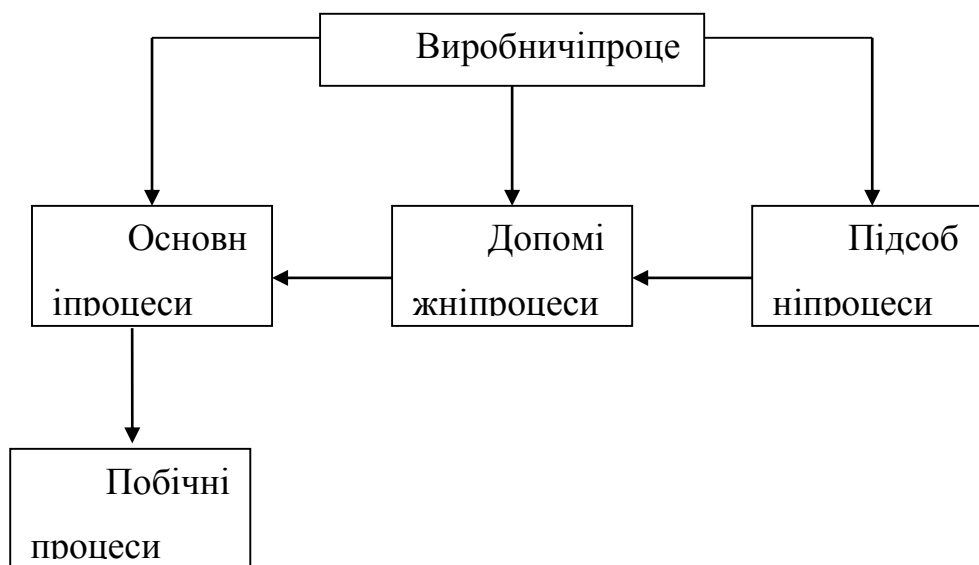 Виробничіпроце
Основн
іпроцеси
Допомі
жніпроцеси
Підсоб
ніпроцеси
Побічні
процеси